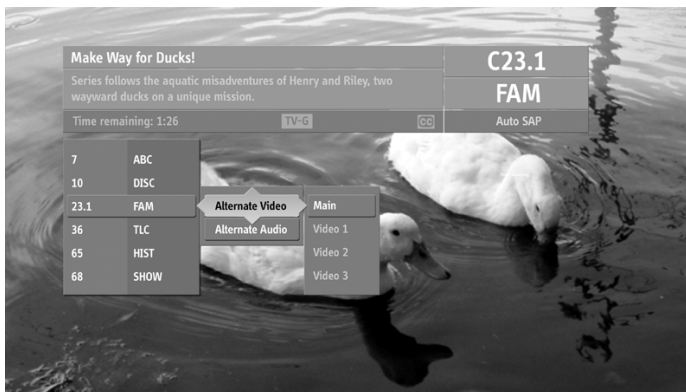 Make Way for Ducks!
Series follows the aquatic misadventures of Henry and Riley, two
wayward ducks on a unique mission.
Time remaining: 1:26 TV-G CC
C23.1
FAM
Auto SAP
7 ABC
10 DISC
23.1 FAM Alternate Video Main
36 TLC Alternate Audio Video 1
65 HIST Video 2
68 SHOW Video 3